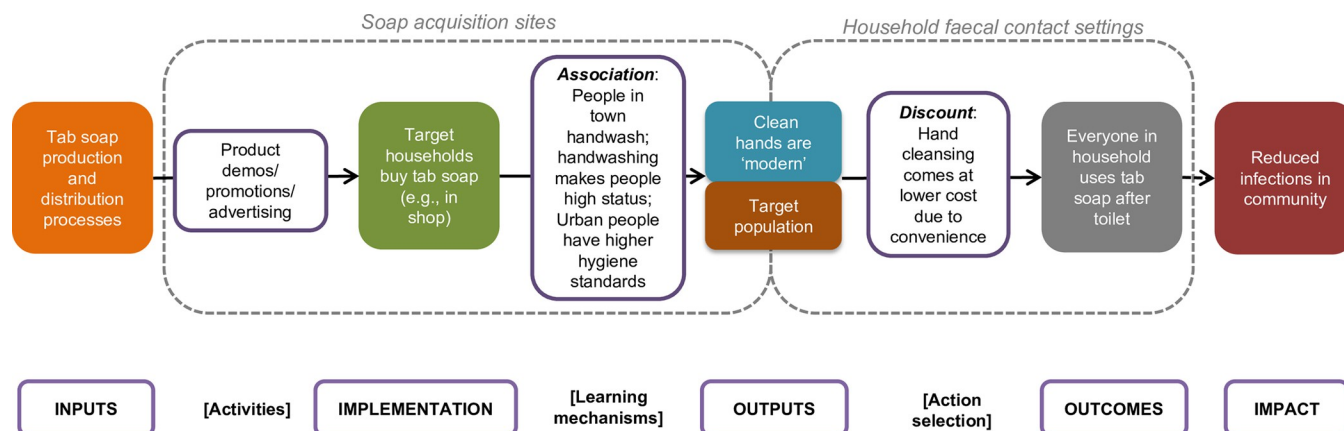 Soap acquisition sites
Household faecal contact settings
Tab soap
production
and
distribution
processes
Product
demos/
promotions/
advertising
Target
households
buy tab soap
(e.g., in
shop)
Association:
People in
town
handwash;
handwashing
makes people
high status;
Urban people
have higher
hygiene
standards
Clean
hands are
‘modern’
Target
population
Discount:
Hand
cleansing
comes at
lower cost
due to
convenience
Everyone in
household
uses tab
soap after
toilet
Reduced
infections in
community
INPUTS
[Activities]
IMPLEMENTATION
[Learning
mechanisms]
OUTPUTS
[Action
selection]
OUTCOMES
IMPACT